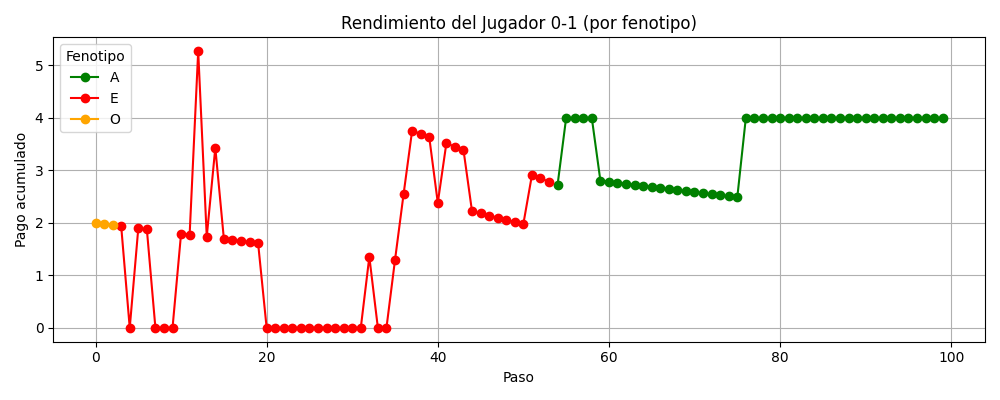 Rendimiento del Jugador 0-1 (por fenotipo)
Pago acumulado
5
4
3
2
1
0
Fenotipo
A
E
O
0
20
40
60
80
100
Paso